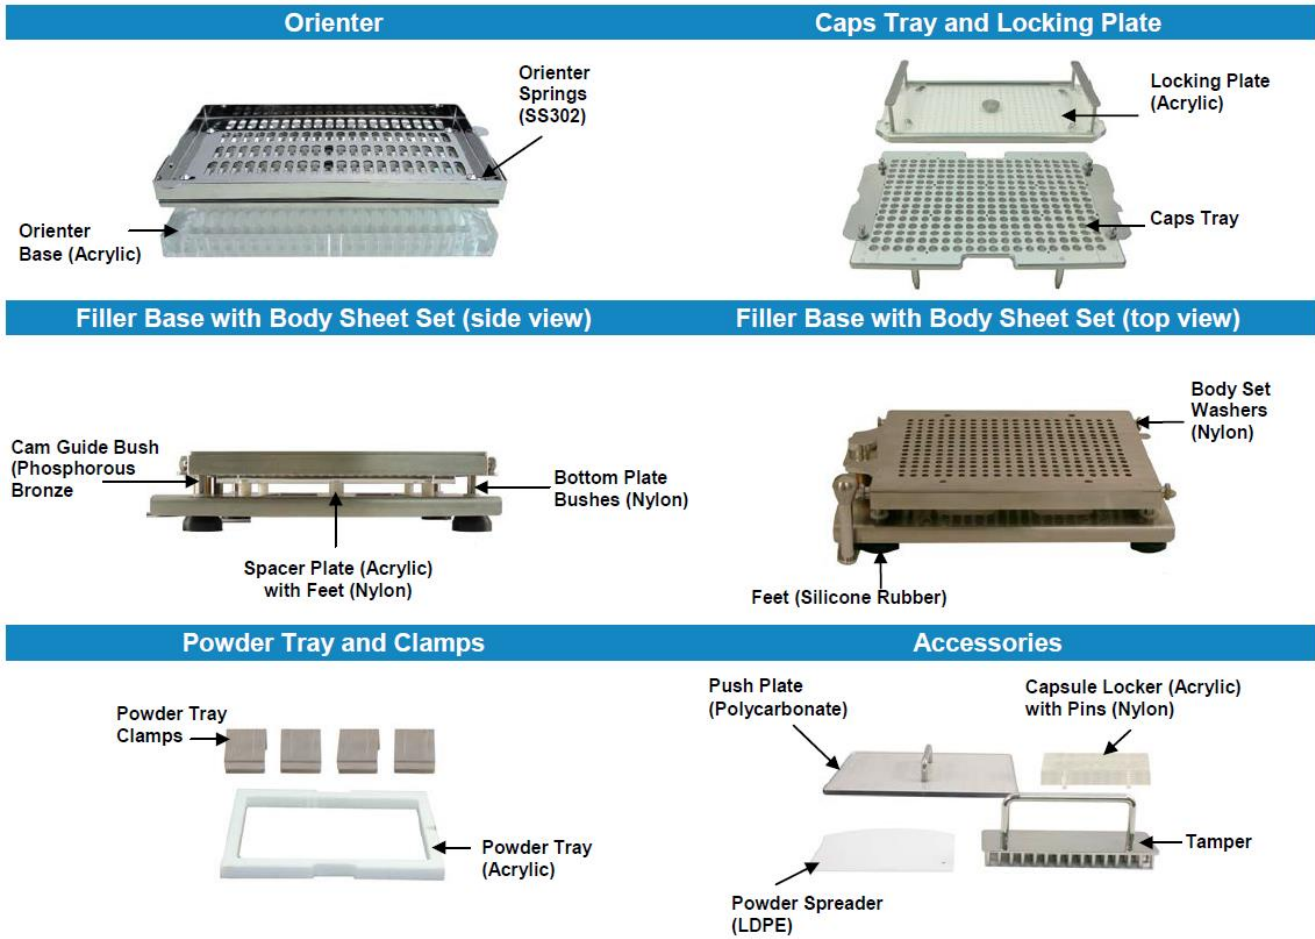 Orienter
Orienter
Springs
(SS302)
Orienter
Base (Acrylic)
Caps Tray and Locking Plate
Locking Plate
(Acrylic)
Caps Tray
Filler Base with Body Sheet Set (side view)
Cam Guide Bush
(Phosphorous
Bronze
Bottom Plate
Bushes (Nylon)
Spacer Plate (Acrylic)
with Feet (Nylon)
Filler Base with Body Sheet Set (top view)
Body Set
Washers
(Nylon)
Feet (Silicone Rubber)
Powder Tray and Clamps
Powder Tray
Clamps
Powder Tray
(Acrylic)
Accessories
Push Plate
(Polycarbonate)
Capsule Locker (Acrylic)
with Pins (Nylon)
Tamper
Powder Spreader
(LDPE)